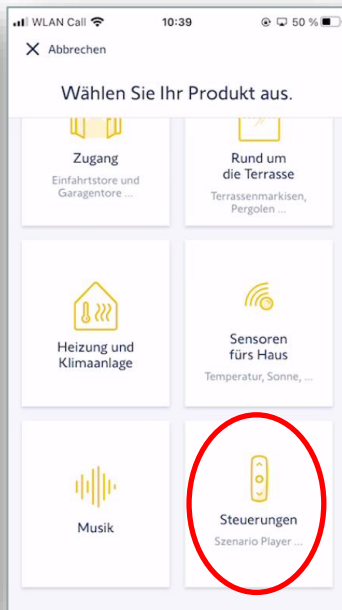 WLAN Call 10:39 50 %
Abbrechen
Wählen Sie Ihr Produkt aus.
Zugang
Einfahrtstore und
Garagentore ...
Rund um
die Terrasse
Terrassenmarkisen,
Pergolen ...
Heizung und
Klimaanlage
Sensoren
fürs Haus
Temperatur, Sonne, ...
Musik
Steuerungen
Szenario Player ...